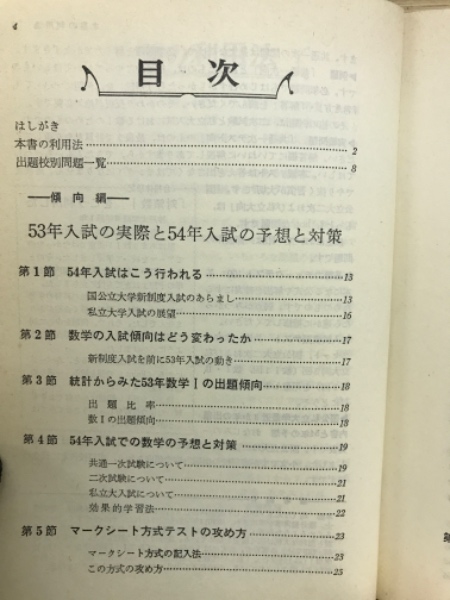 4
目次
はしがき
本書の利用法……2
出題校別問題一覧……8
――傾向編――
53年入試の実際と54年入試の予想と対策
第1節 54年入試はこう行われる……13
国公立大学新制度入試のあらまし……13
私立大学入試の展望……16
第2節 数学の入試傾向はどう変わったか……17
新制度入試を前に53年入試の動き……17
第3節 統計からみた53年数学Ⅰの出題傾向……18
出題比率……18
数Ⅰの出題傾向……18
第4節 54年入試での数学の予想と対策……19
共通一次試験について……19
二次試験について……21
私立大入試について……21
効果的学習法……22
第5節 マークシート方式テストの攻め方……23
マークシート方式の記入法……23
この方式の攻め方……25